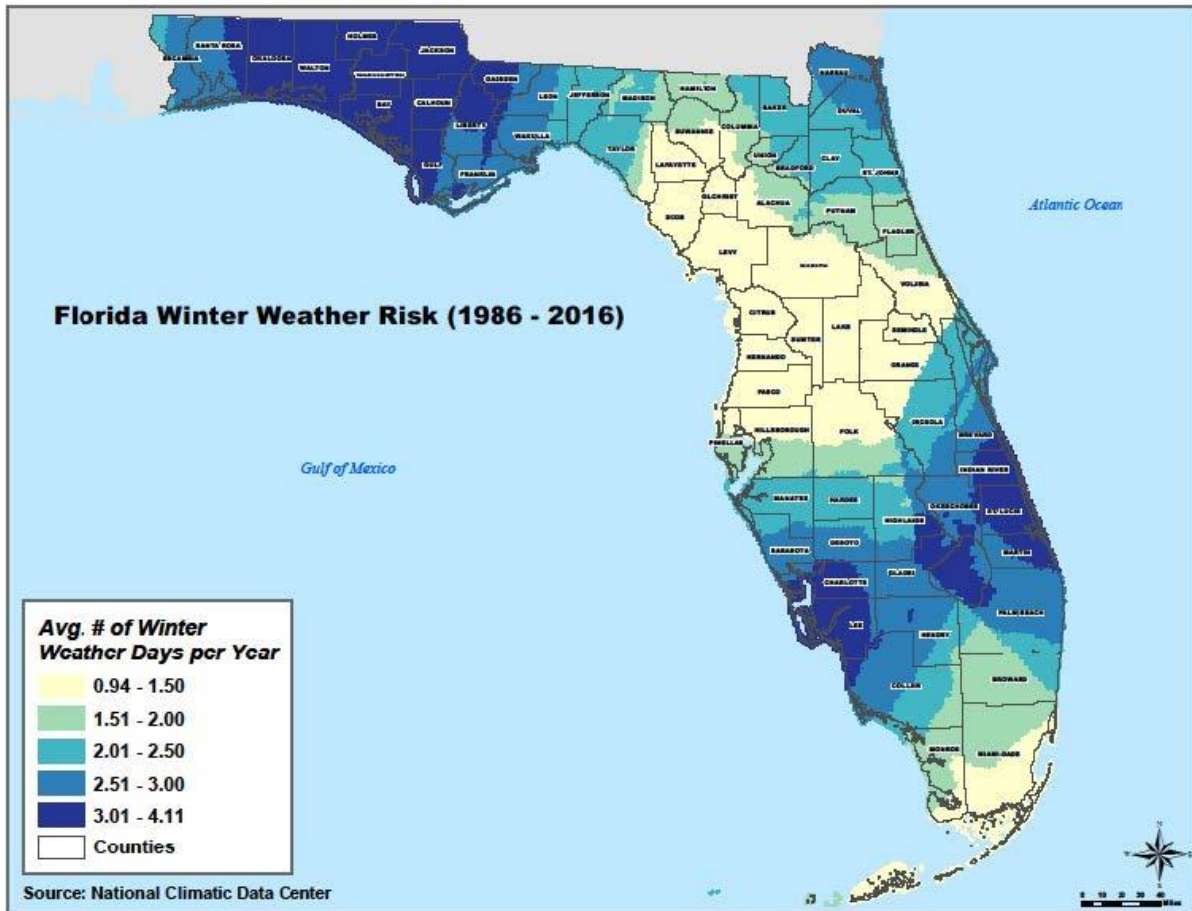 HOLMES
JACKSON
SANTA ROSA
ESCAMBIA
OKALOOSA
WALTON
WASHINGTON
GADSDEN
BAY
CALHOUN
LEON
JEFFERSON
MADISON
HAMILTON
LIBERTY
WAKULLA
GULF
FRANKLIN
TAYLOR
SUWANNEE
COLUMBIA
BAKER
NASSAU
DUVAL
LAFAYETTE
UNION
BRADFORD
CLAY
ST. JOHNS
GILCHRIST
ALACHUA
PUTNAM
DIXIE
FLAGLER
Atlantic Ocean
LEVY
MARION
VOLUSIA
Florida Winter Weather Risk (1986 - 2016)
CITRUS
SUMTER
LAKE
SEMINOLE
HERNANDO
ORANGE
PASCO
HILLSBOROUGH
POLK
OSCEOLA
PINELLAS
BREVARD
Gulf of Mexico
INDIAN RIVER
MANATEE
HARDEE
HIGHLANDS
OKEECHOBEE
ST. LUCIE
SARASOTA
DESOTO
MARTIN
CHARLOTTE
GLADES
PALM BEACH
LEE
HENDRY
COLLIER
BROWARD
MONROE
MIAMI-DADE
Avg. # of Winter
Weather Days per Year
0.94 - 1.50
1.51 - 2.00
2.01 - 2.50
2.51 - 3.00
3.01 - 4.11
Counties
Source: National Climatic Data Center
N
W
E
S
0 10 20 30 40
Miles